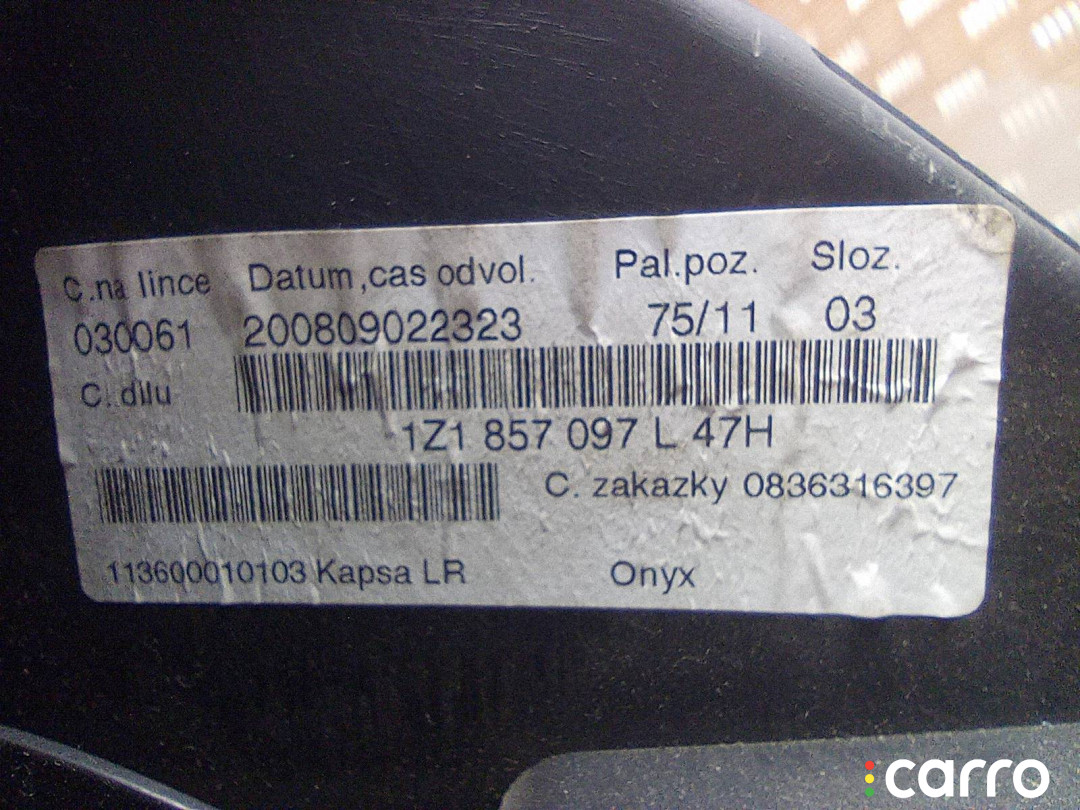 C.na lince Datum,cas odvol. Pal.poz. Sloz.
030061 200809022323 75/11 03
C. dilu
1Z1 857 097 L 47H
C. zakazky 0836316397
113600010103 Kapsa LR Onyx
carro